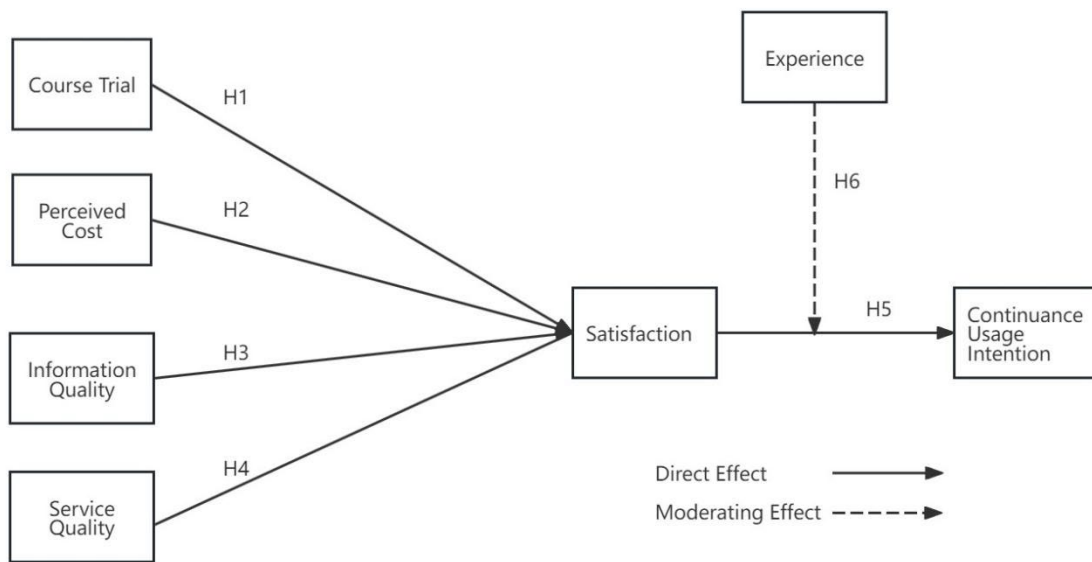 Course Trial
Experience
H1
H6
Perceived
Cost
H2
Satisfaction
H5
Continuance
Usage
Intention
Information
Quality
H3
Service
Quality
H4
Direct Effect
Moderating Effect